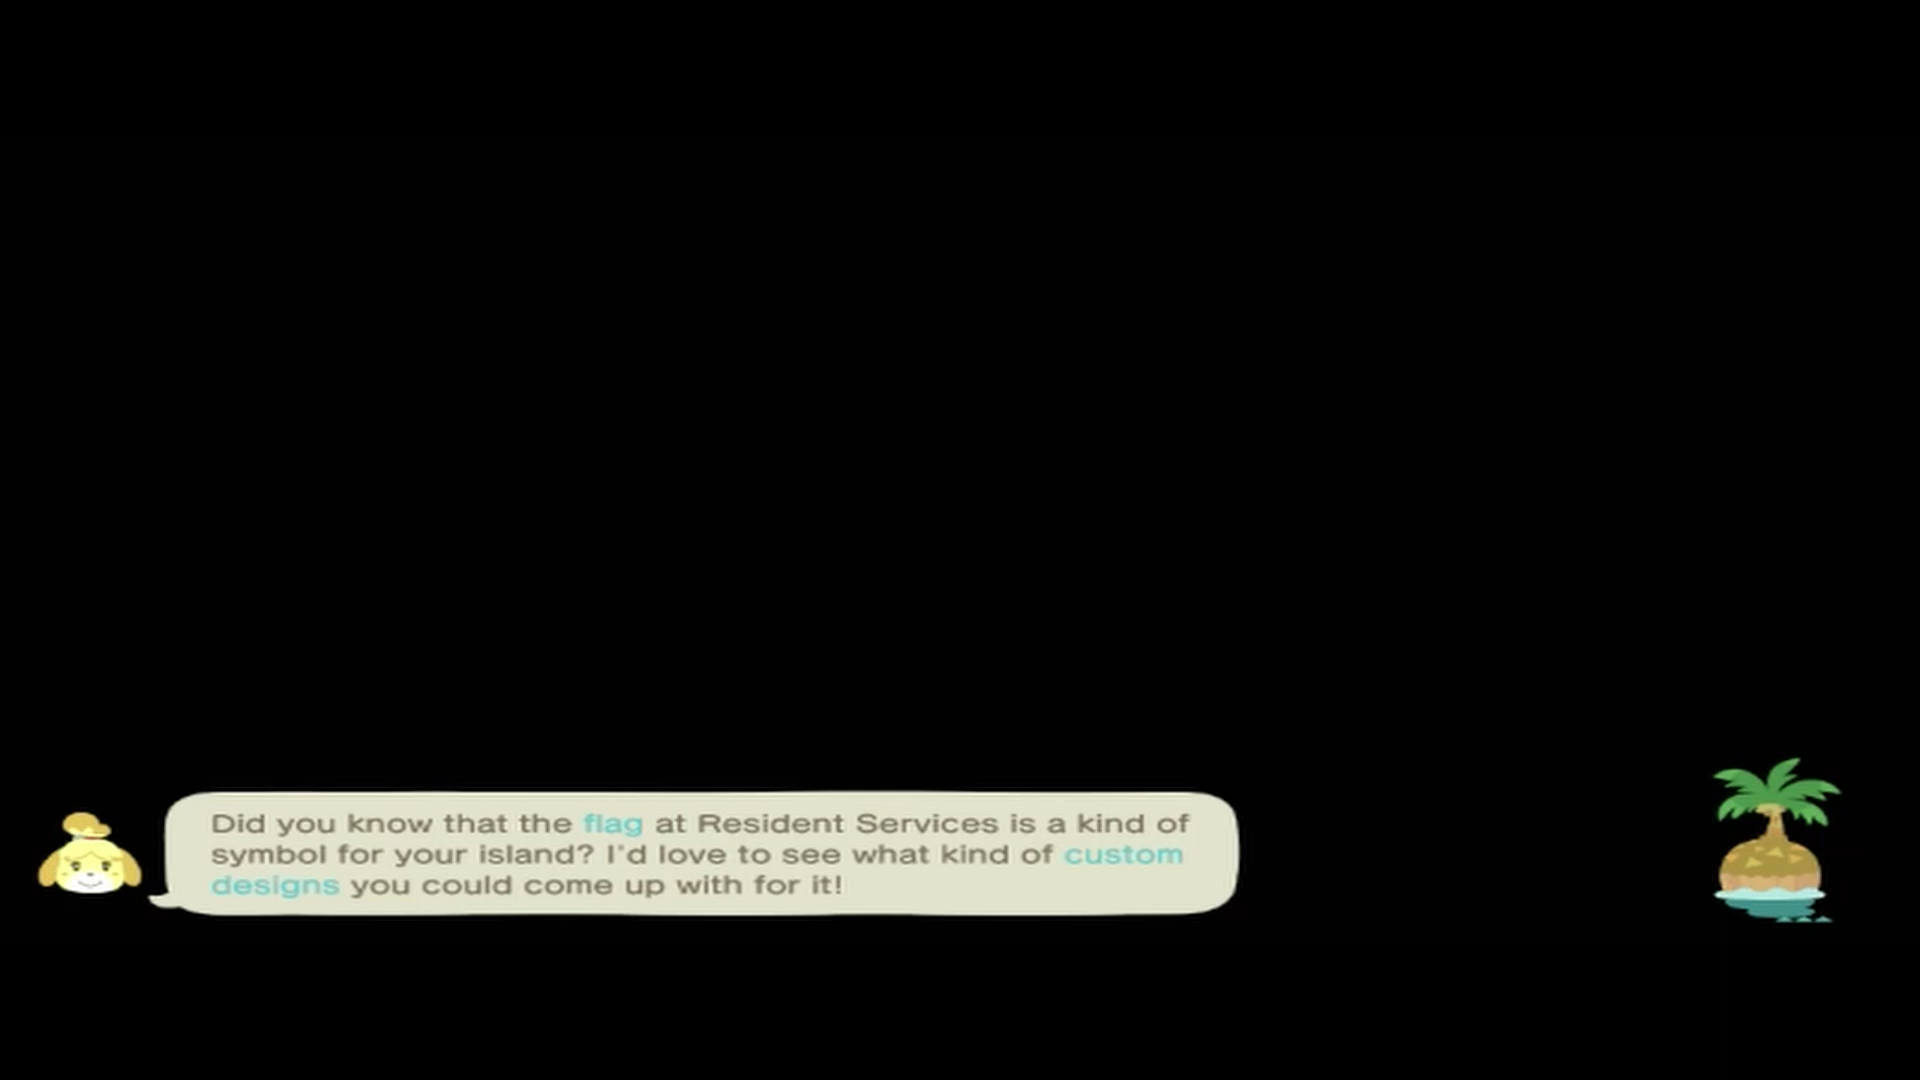 Did you know that the flag at Resident Services is a kind of
symbol for your island? I'd love to see what kind of custom
designs you could come up with for it!